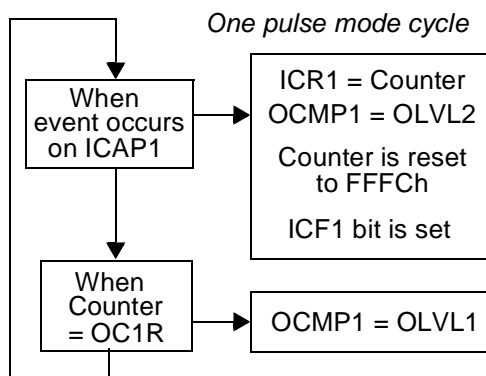 One pulse mode cycle
When
event occurs
on ICAP1
ICR1 = Counter
OCMP1 = OLVL2
Counter is reset
to FFFCh
ICF1 bit is set
When
Counter
= OC1R
OCMP1 = OLVL1